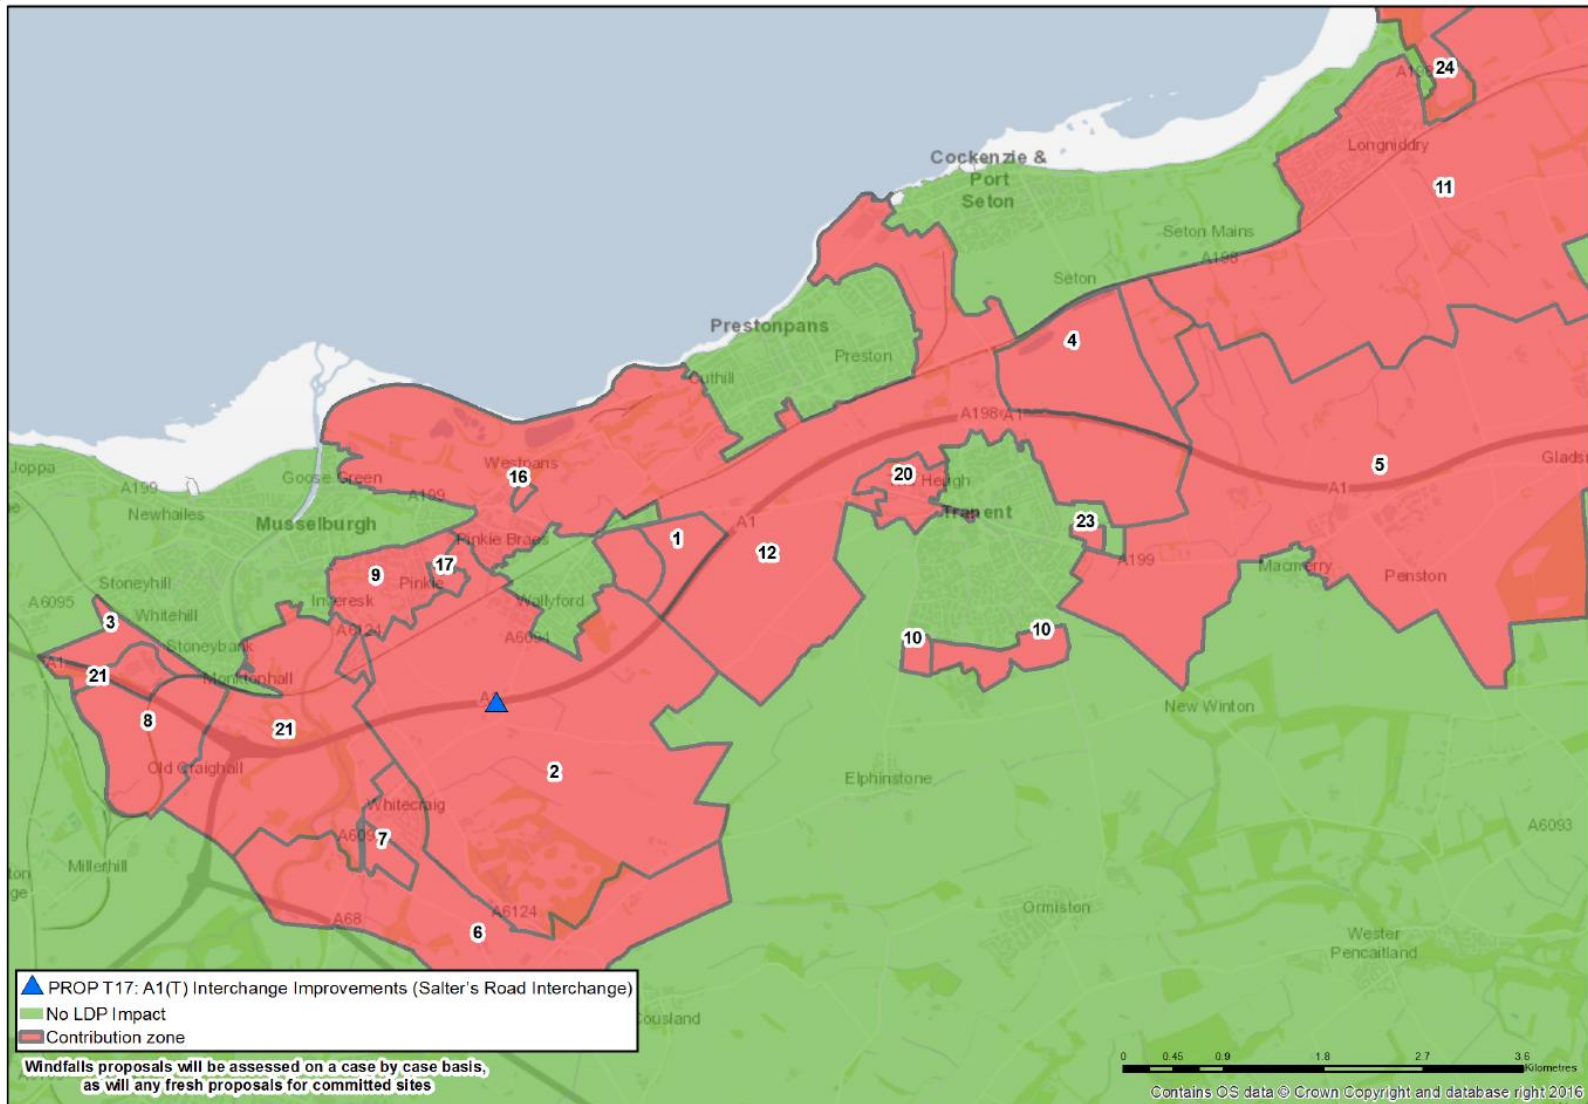 24
A198
Longniddry
11
Cockenzie &
Port
Seton
Seton Mains
A198
Seton
4
Prestonpans
Preston
Cuthill
A198
A1
5
A1
Joppa
A199
Newhailes
Goose Green
A199
Westpans
16
20
Tranent
23
A199
Macmerry
Penston
Musselburgh
Pinkie Braes
1
A1
12
17
9
Pinkie
Stoneyhill
A6095
Whitehill
Inveresk
Wallyford
A6124
A6094
3
Stoneybank
10
10
A1
21
Monktonhall
8
21
New Winton
Old Craighall
2
Elphinstone
Whitecraig
7
A6093
Millerhill
Ormiston
A6124
A68
6
Wester
Pencaitland
Cousland
PROP T17: A1(T) Interchange Improvements (Salter's Road Interchange)
No LDP Impact
Contribution zone
Windfalls proposals will be assessed on a case by case basis,
as will any fresh proposals for committed sites
0 0.45 0.9 1.8 2.7 3.6
Kilometres
Contains OS data © Crown Copyright and database right 2016